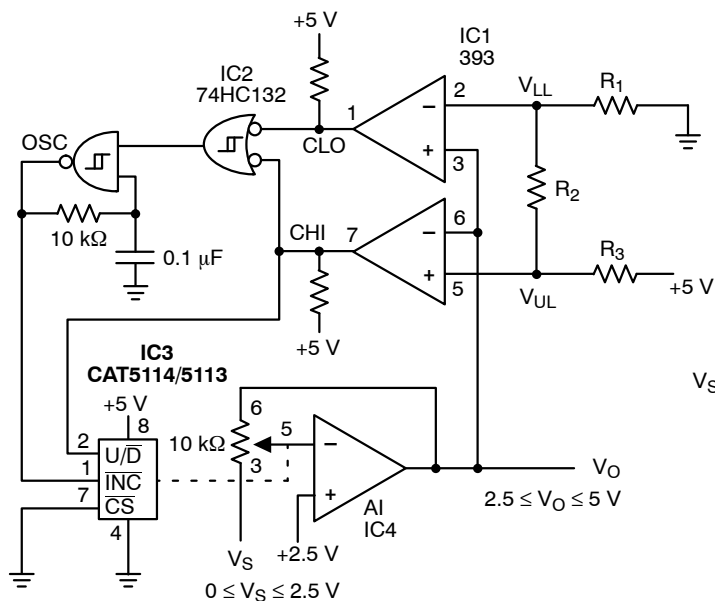 +5 V
IC1
393
IC2
74HC132
OSC
1
CLO
2
3
−
+
VLL
R1
R2
10 kΩ
0.1 μF
CHI
7
6
5
−
+
VUL
R3
+5 V
+5 V
IC3
CAT5114/5113
+5 V
8
2
1
7
U/D̅
I̅N̅C̅
C̅S̅
4
6
10 kΩ
5
3
−
+
AI
IC4
+2.5 V
VS
0 ≤ VS ≤ 2.5 V
VO
2.5 ≤ VO ≤ 5 V
VS